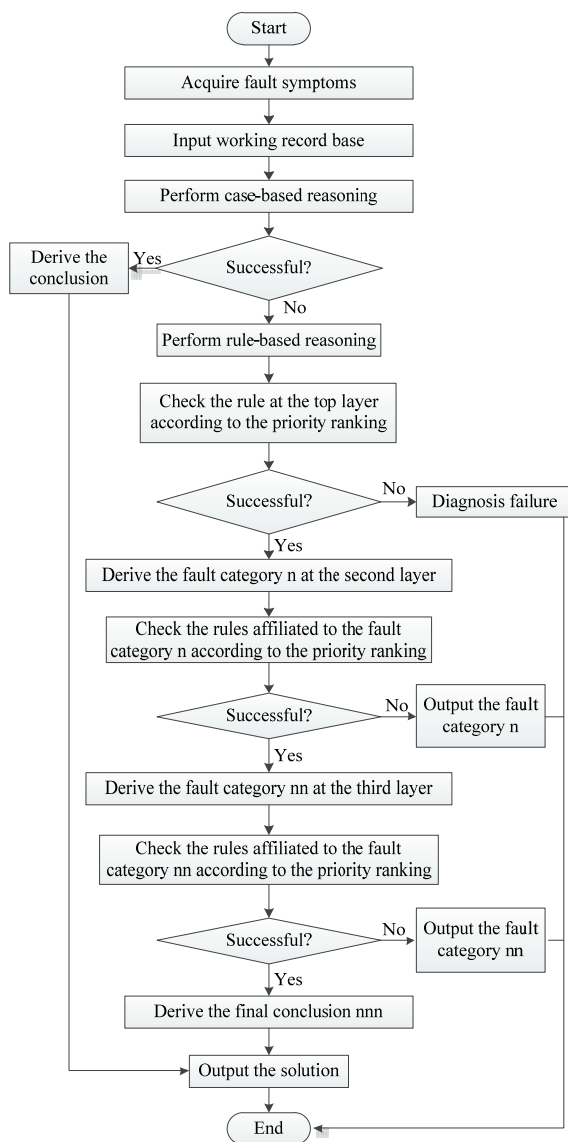 Start
Acquire fault symptoms
Input working record base
Perform case-based reasoning
Derive the
conclusion
Yes
Successful?
No
Perform rule-based reasoning
Check the rule at the top layer
according to the priority ranking
Successful?
No
Diagnosis failure
Yes
Derive the fault category n at the second layer
Check the rules affiliated to the fault
category n according to the priority ranking
Successful?
No
Output the fault
category n
Yes
Derive the fault category nn at the third layer
Check the rules affiliated to the fault
category nn according to the priority ranking
Successful?
No
Output the fault
category nn
Yes
Derive the final conclusion nnn
Output the solution
End